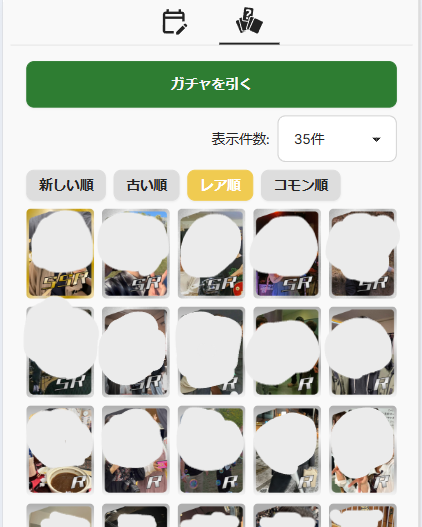 ガチャを引く
表示件数: 35件
新しい順 古い順 レア順 コモン順
SSR SR SR SR SR
SR SR R R R
R R R R R